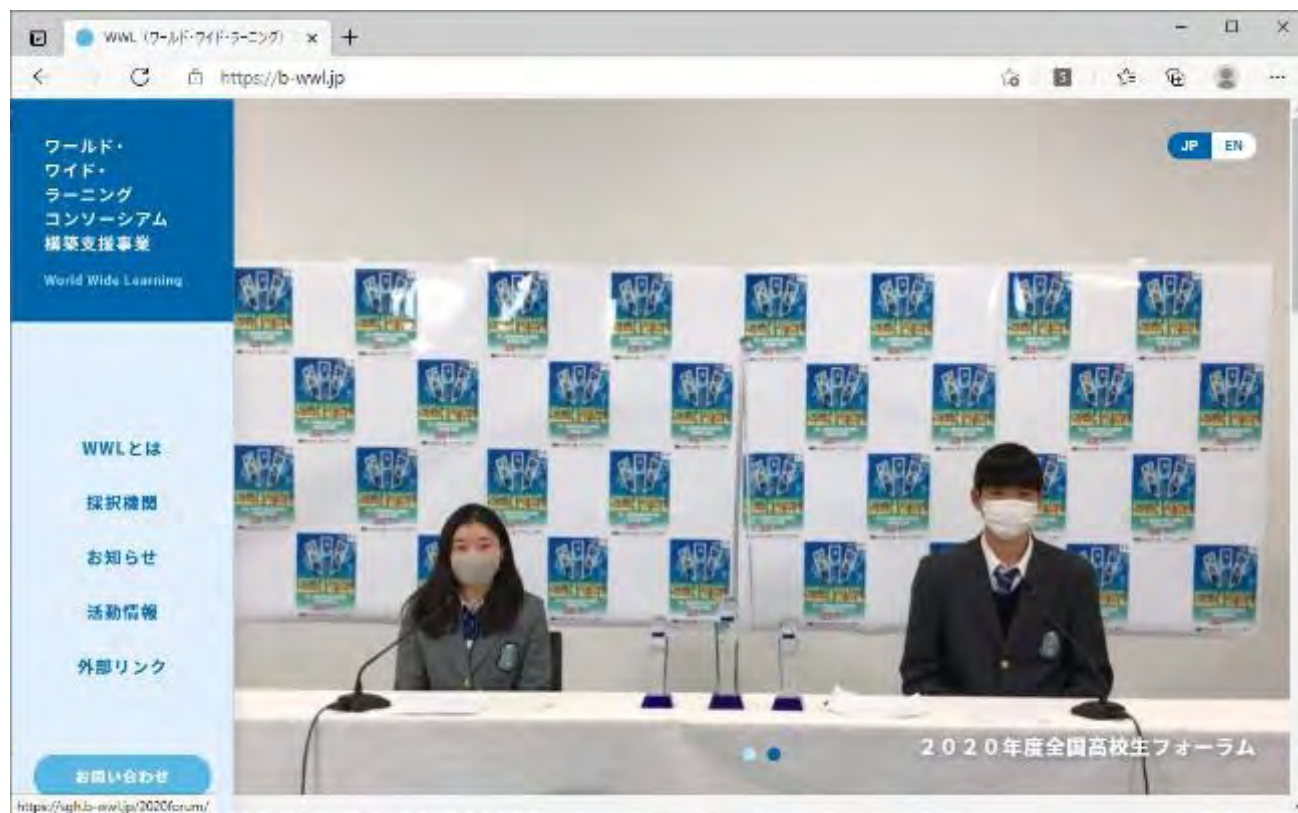 WWL（ワールド・ワイド・ラーニング）
https://b-wwl.jp
ワールド・
ワイド・
ラーニング
コンソーシアム
構築支援事業
World Wide Learning
JP EN
WWLとは
採択機関
お知らせ
活動情報
外部リンク
お問い合わせ
2020年度全国高校生フォーラム
https://sgh.b-wwl.jp/2020forum/